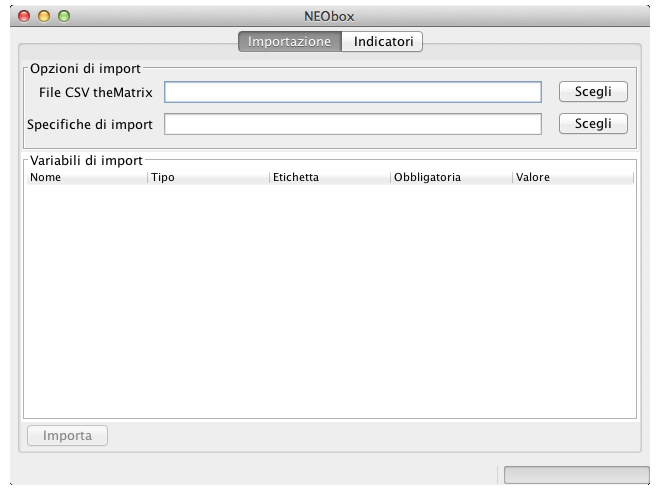 NEObox
Importazione Indicatori
Opzioni di import
File CSV theMatrix Scegli
Specifiche di import Scegli
Variabili di import
Nome Tipo Etichetta Obbligatoria Valore
Importa